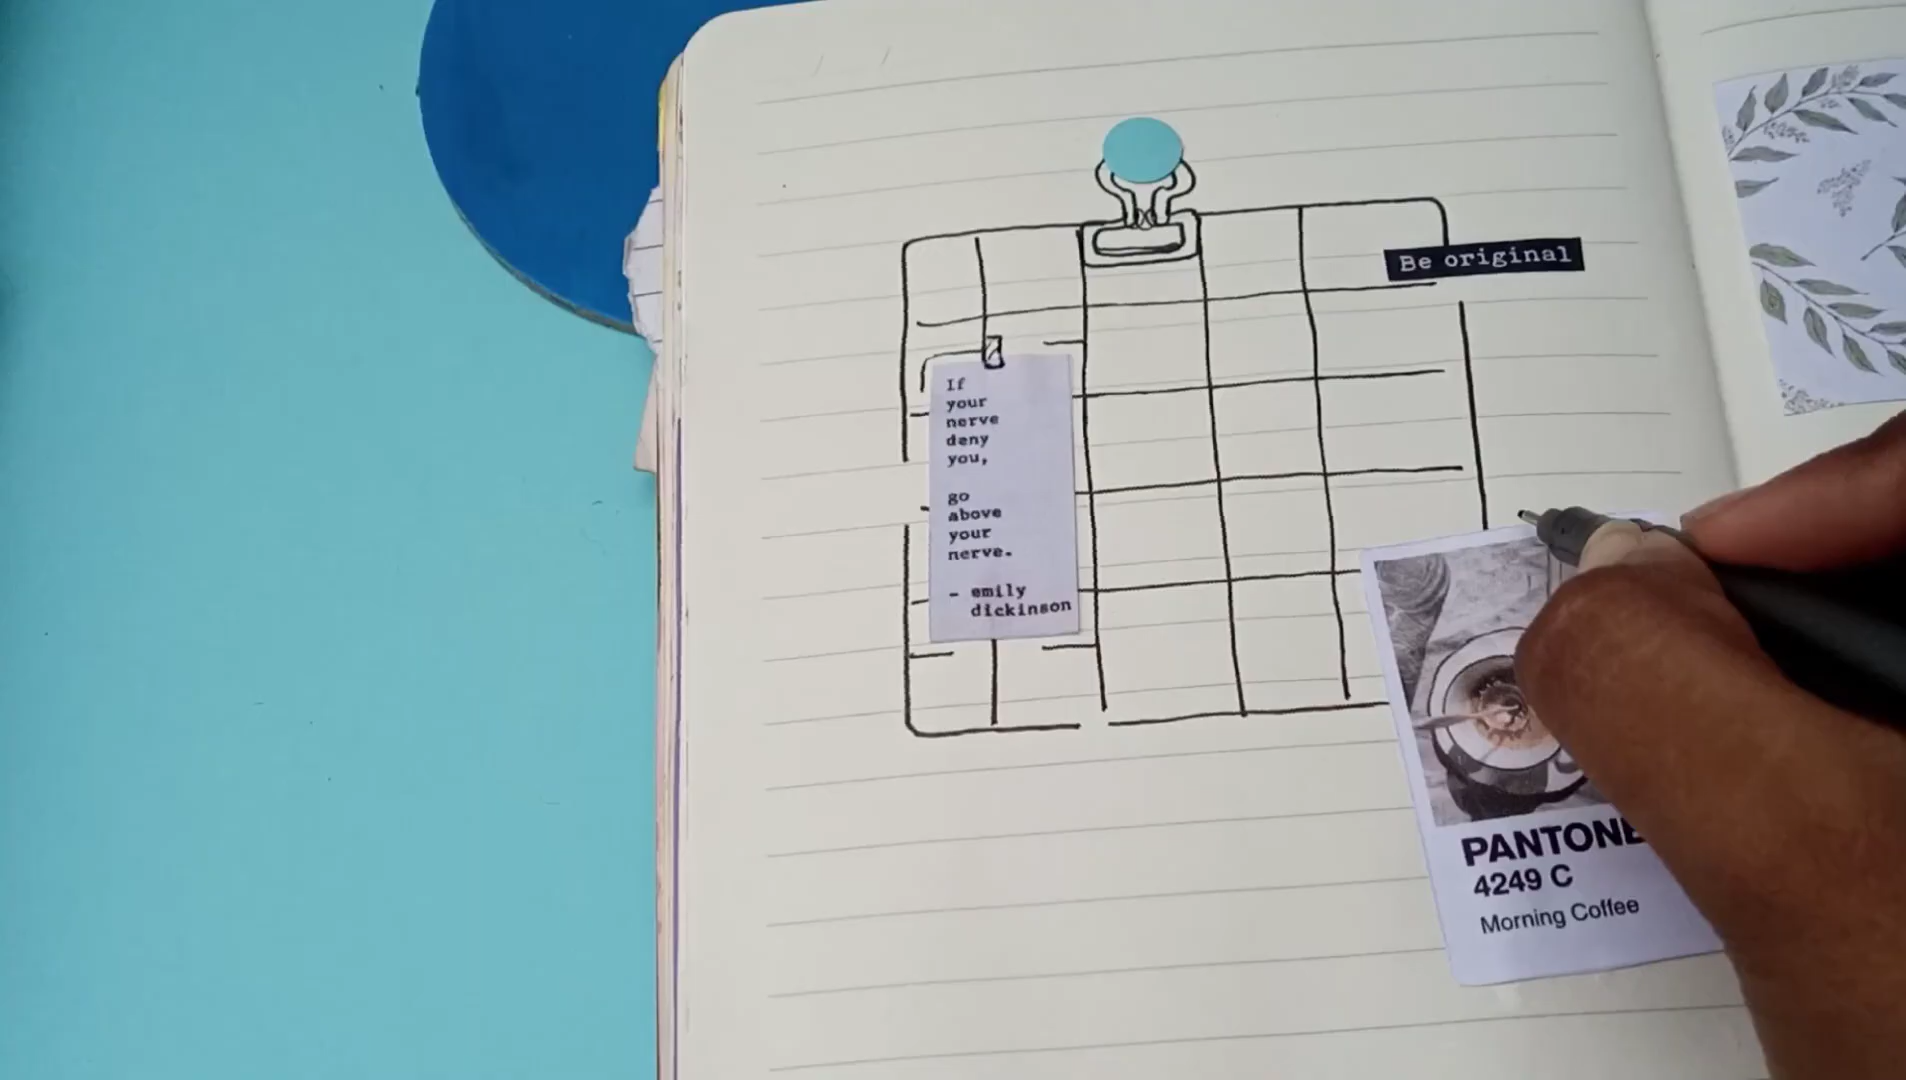 Be original
If
your
nerve
deny
you,
go
above
your
nerve.
- emily
dickinson
PANTONE
4249 C
Morning Coffee